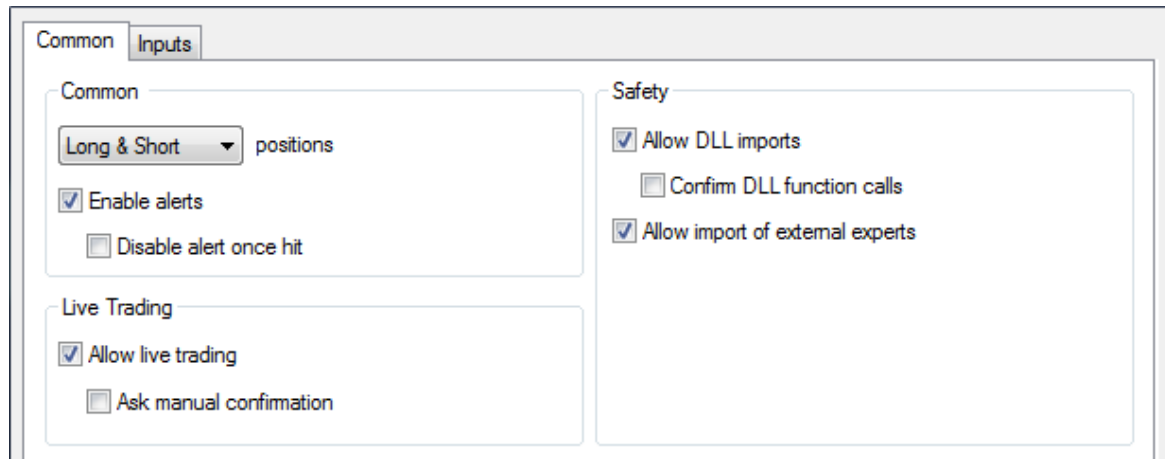 Common
Inputs
Common
Long & Short positions
Enable alerts
Disable alert once hit
Live Trading
Allow live trading
Ask manual confirmation
Safety
Allow DLL imports
Confirm DLL function calls
Allow import of external experts